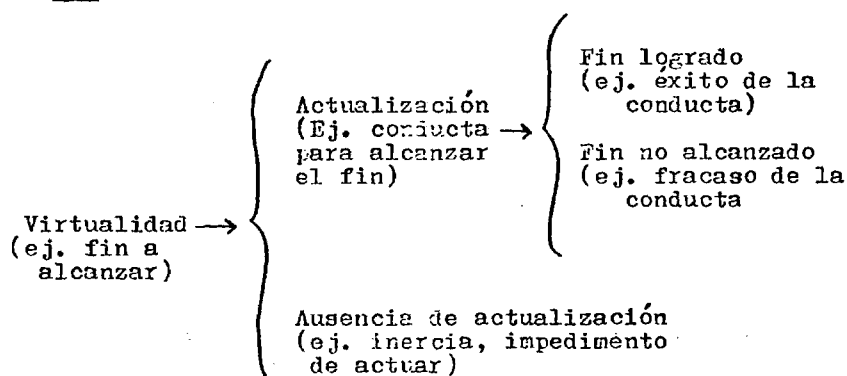 Virtualidad
(ej. fin a
alcanzar)
Actualización
(Ej. conducta
para alcanzar
el fin)
Fin logrado
(ej. éxito de la
conducta)
Fin no alcanzado
(ej. fracaso de la
conducta
Ausencia de actualización
(ej. inercia, impedimento
de actuar)